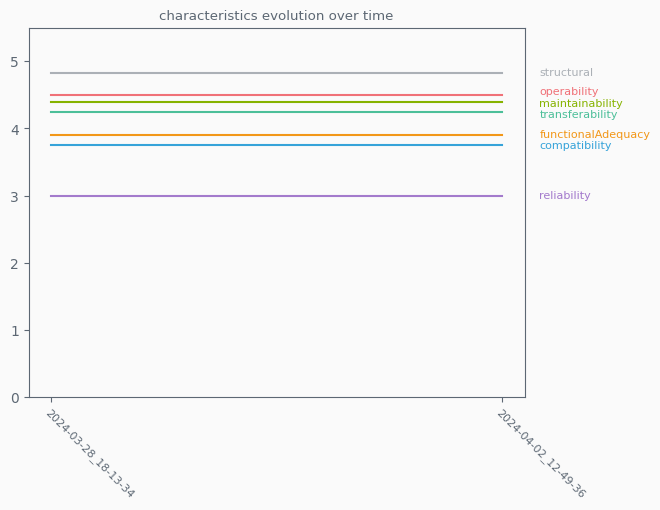 characteristics evolution over time
5
4
3
2
1
0
structural
operability
maintainability
transferability
functionalAdequacy
compatibility
reliability
2024-03-28_18-13-34
2024-04-02_12-49-36